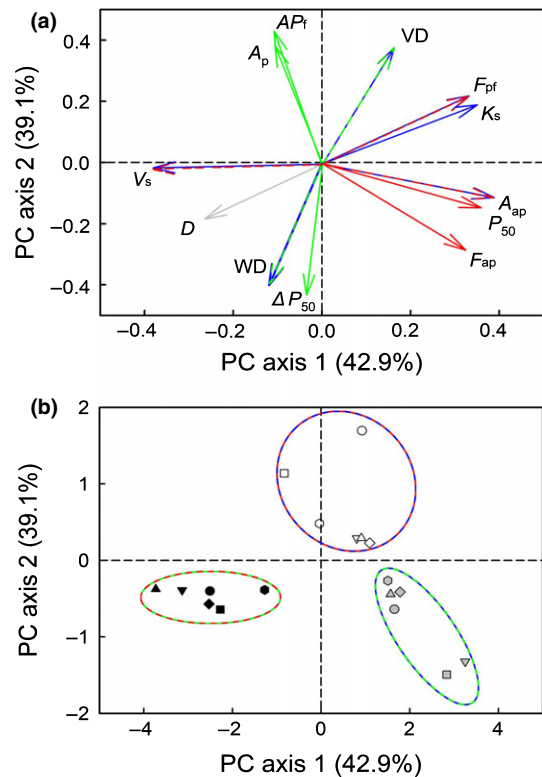 (a)
PC axis 2 (39.1%)
0.4
0.2
0.0
−0.2
−0.4
APf
Ap
VD
Fpf
Ks
Vs
D
WD
ΔP50
Aap
P50
Fap
−0.4 −0.2 0.0 0.2 0.4
PC axis 1 (42.9%)
(b)
PC axis 2 (39.1%)
2
1
0
−1
−2
−4 −2 0 2 4
PC axis 1 (42.9%)